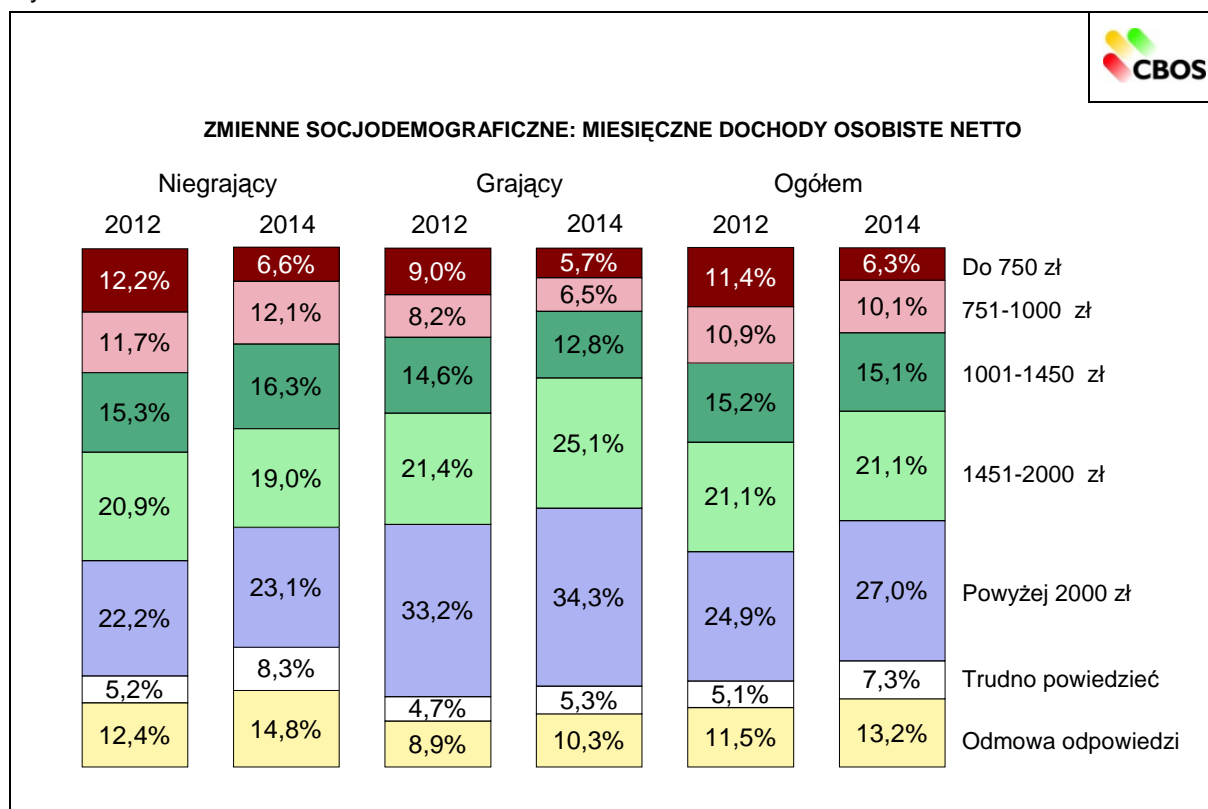 CBOS
ZMIENNE SOCJODEMOGRAFICZNE: MIESIĘCZNE DOCHODY OSOBISTE NETTO
Niegrający Grający Ogółem
2012 2014 2012 2014 2012 2014
12,2% 6,6% 9,0% 5,7% 11,4% 6,3% Do 750 zł
11,7% 12,1% 8,2% 6,5% 10,9% 10,1% 751-1000 zł
15,3% 16,3% 14,6% 12,8% 15,2% 15,1% 1001-1450 zł
20,9% 19,0% 21,4% 25,1% 21,1% 21,1% 1451-2000 zł
22,2% 23,1% 33,2% 34,3% 24,9% 27,0% Powyżej 2000 zł
5,2% 8,3% 4,7% 5,3% 5,1% 7,3% Trudno powiedzieć
12,4% 14,8% 8,9% 10,3% 11,5% 13,2% Odmowa odpowiedzi